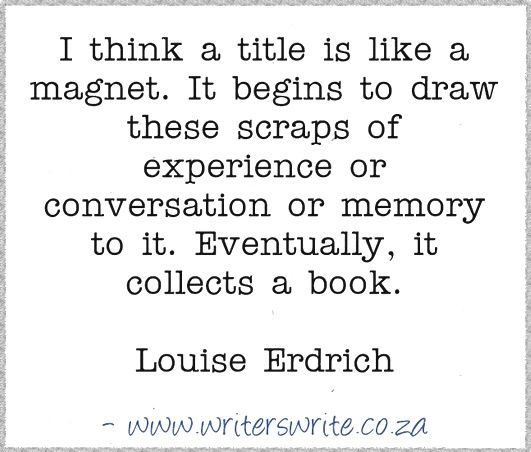 I think a title is like a
magnet. It begins to draw
these scraps of
experience or
conversation or memory
to it. Eventually, it
collects a book.
Louise Erdrich
- www.writerswrite.co.za